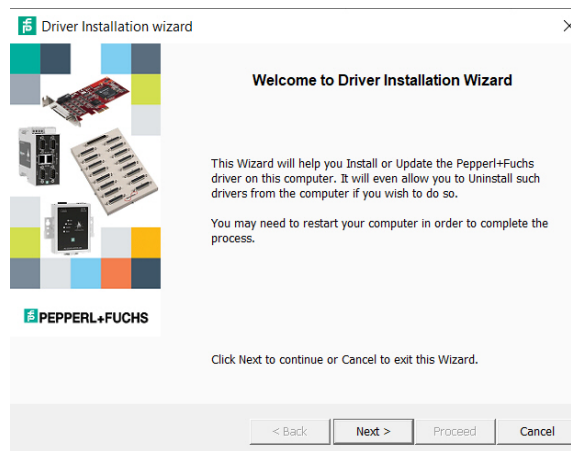 Driver Installation wizard
Welcome to Driver Installation Wizard
This Wizard will help you Install or Update the Pepperl+Fuchs
driver on this computer. It will even allow you to Uninstall such
drivers from the computer if you wish to do so.
You may need to restart your computer in order to complete the
process.
PEPPERL+FUCHS
Click Next to continue or Cancel to exit this Wizard.
< Back
Next >
Proceed
Cancel